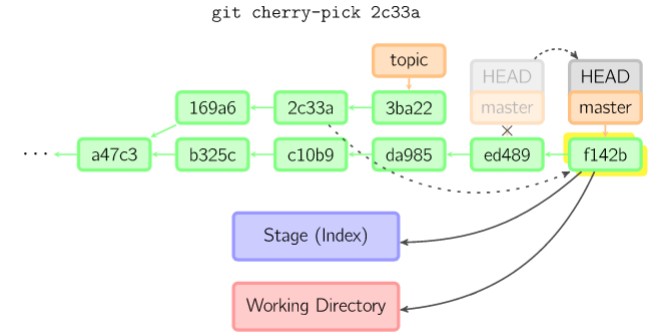 git cherry-pick 2c33a
topic
HEAD
HEAD
master
master
169a6
2c33a
3ba22
...
a47c3
b325c
c10b9
da985
ed489
f142b
Stage (Index)
Working Directory